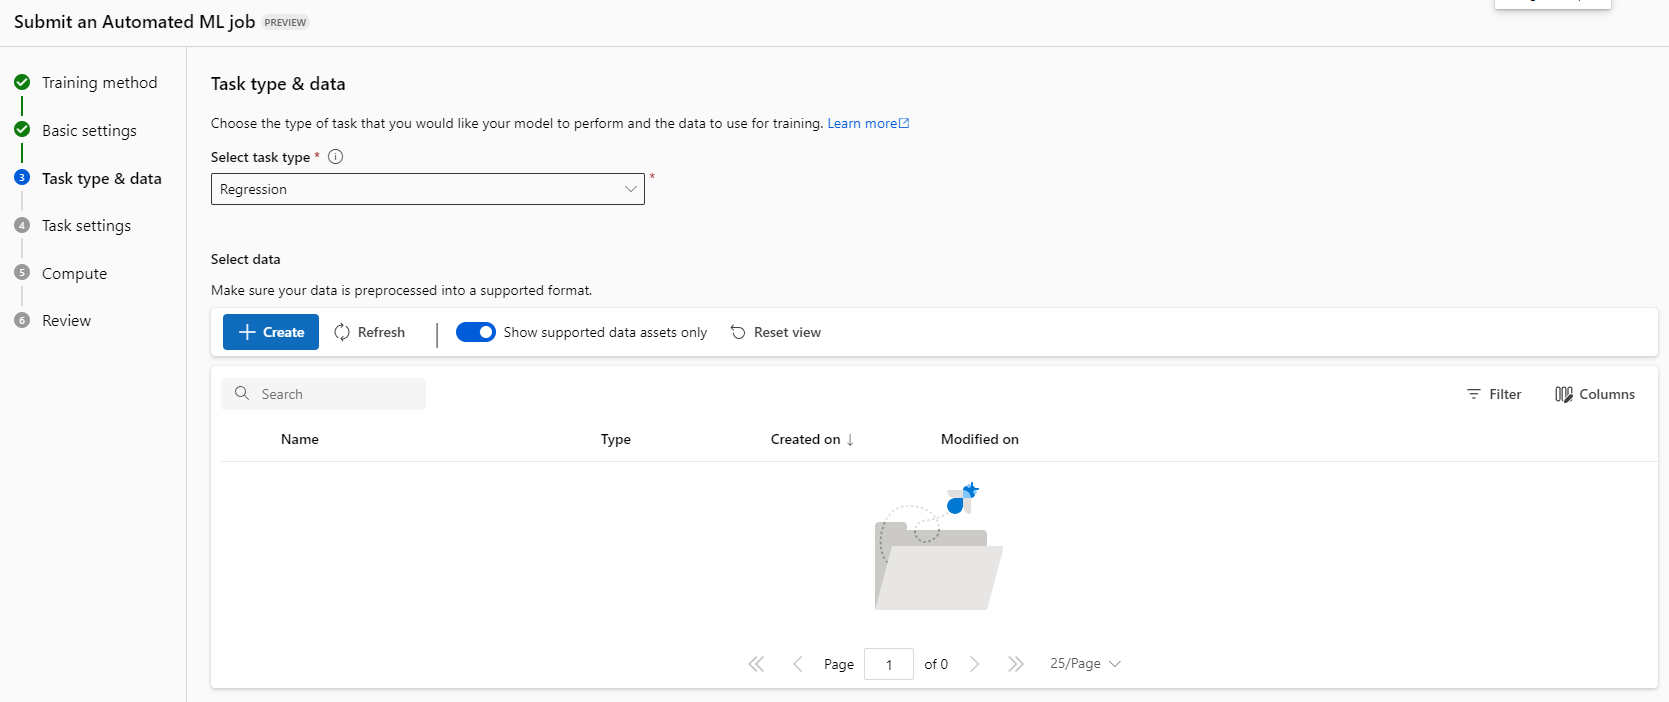 Submit an Automated ML job PREVIEW
Training method
Basic settings
3 Task type & data
4 Task settings
5 Compute
6 Review
Task type & data
Choose the type of task that you would like your model to perform and the data to use for training. Learn more
Select task type *
Regression *
Select data
Make sure your data is preprocessed into a supported format.
Create Refresh Show supported data assets only Reset view
Search Filter Columns
Name Type Created on ↓ Modified on
Page 1 of 0 25/Page